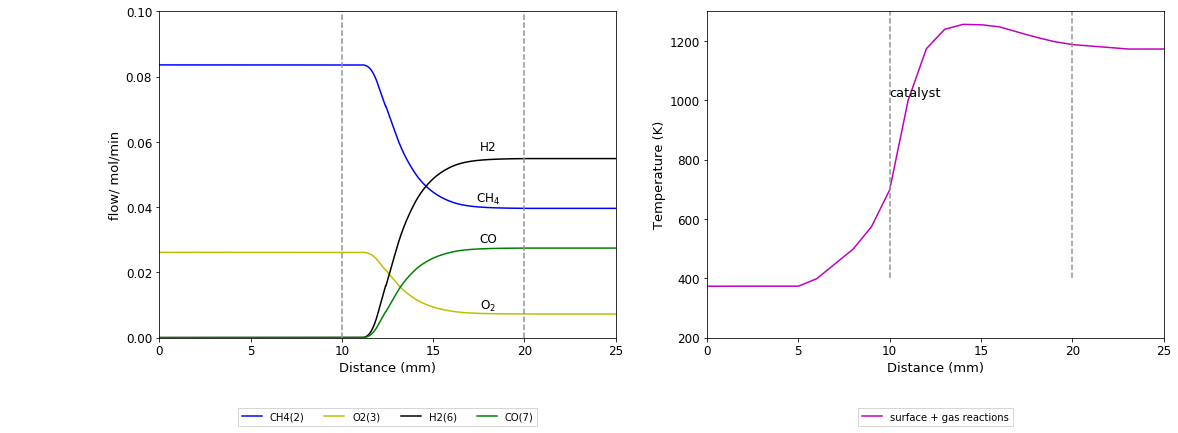 0.10
0.08
0.06
0.04
0.02
0.00
flow/ mol/min
H2
CH₄
CO
O₂
0 5 10 15 20 25
Distance (mm)
CH4(2) O2(3) H2(6) CO(7)
1200
1000
800
600
400
200
Temperature (K)
catalyst
0 5 10 15 20 25
Distance (mm)
surface + gas reactions